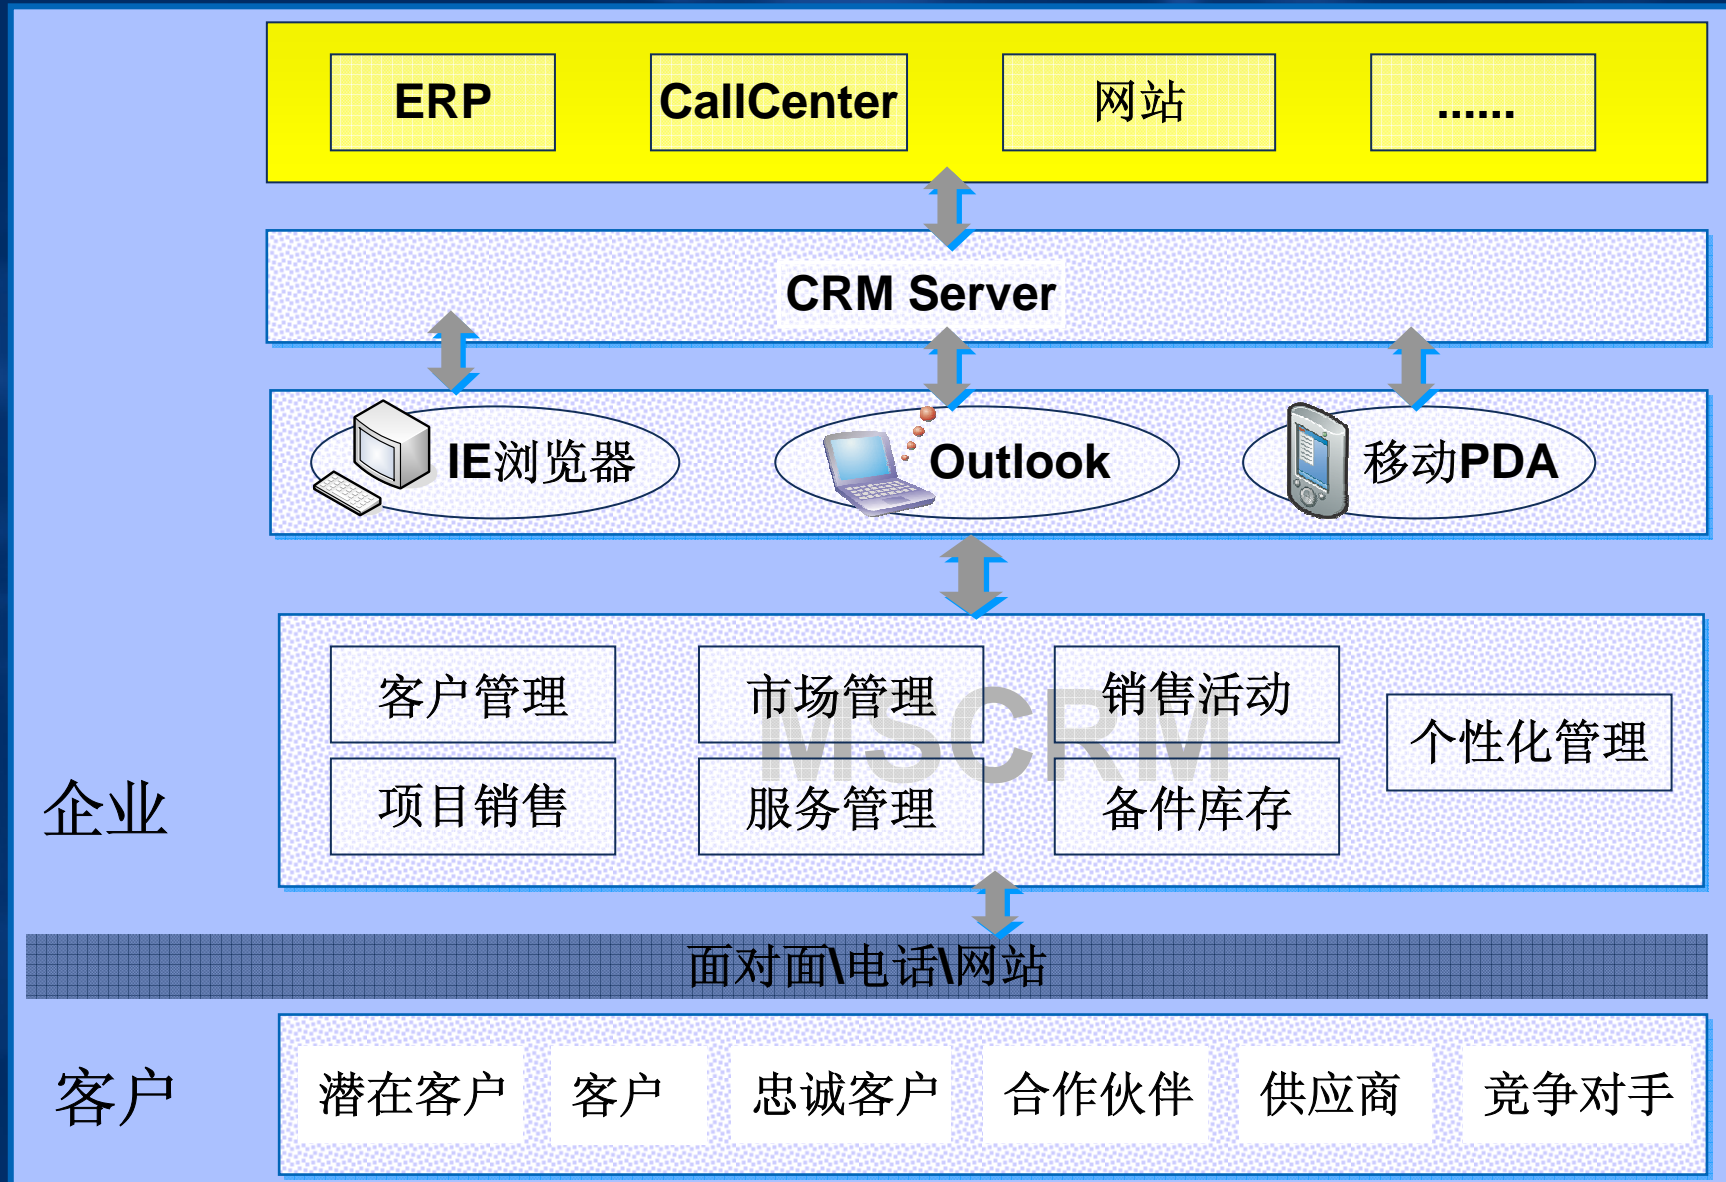 ERP
CallCenter
网站
......
CRM Server
IE浏览器
Outlook
移动PDA
MSCRM
客户管理
市场管理
销售活动
个性化管理
项目销售
服务管理
备件库存
企业
面对面\电话\网站
客户
潜在客户
客户
忠诚客户
合作伙伴
供应商
竞争对手